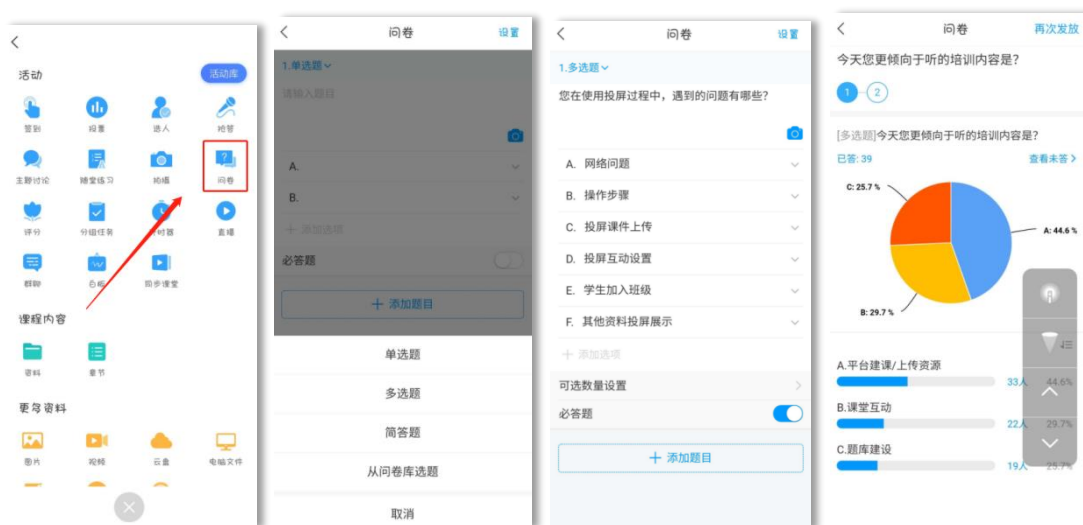 活动
活动库
签到
投票
选人
抢答
主题讨论
随堂练习
拍摄
问卷
评分
分组任务
计时器
直播
群聊
白板
同步课堂
课程内容
资料
章节
更多资料
图片
视频
云盘
电脑文件
问卷
设置
1.单选题
请输入题目
A.
B.
+ 添加选项
必答题
+ 添加题目
单选题
多选题
简答题
从问卷库选题
取消
问卷
设置
1.多选题
您在使用投屏过程中，遇到的问题有哪些？
A. 网络问题
B. 操作步骤
C. 投屏课件上传
D. 投屏互动设置
E. 学生加入班级
F. 其他资料投屏展示
+ 添加选项
可选数量设置
必答题
+ 添加题目
问卷
再次发放
今天您更倾向于听的培训内容是？
1 2
[多选题]今天您更倾向于听的培训内容是？
已答: 39
查看未答
C: 25.7 %
A: 44.6 %
B: 29.7 %
A.平台建课/上传资源
33人 44.6%
B.课堂互动
22人 29.7%
C.题库建设
19人 25.7%